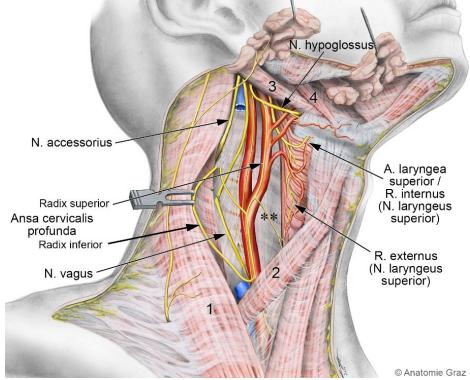 N. hypoglossus
3
4
N. accessorius
A. laryngea
superior /
R. internus
(N. laryngeus
superior)
Radix superior
Ansa cervicalis
profunda
Radix inferior
**
R. externus
(N. laryngeus
superior)
N. vagus
2
1
© Anatomie Graz